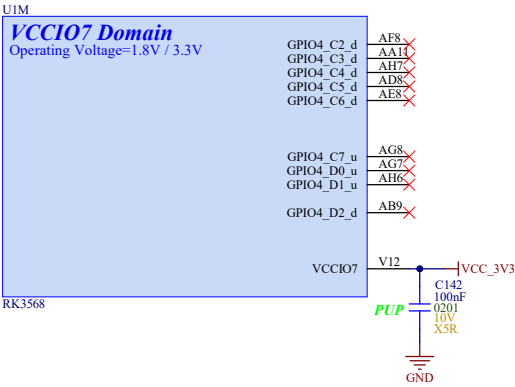 U1M
VCCIO7 Domain
Operating Voltage=1.8V / 3.3V
GPIO4_C2_d AF8
GPIO4_C3_d AA11
GPIO4_C4_d AH7
GPIO4_C5_d AD8
GPIO4_C6_d AE8
GPIO4_C7_u AG8
GPIO4_D0_u AG7
GPIO4_D1_u AH6
GPIO4_D2_d AB9
VCCIO7 V12 VCC_3V3
RK3568
C142
100nF
PUP 0201
10V
X5R
GND